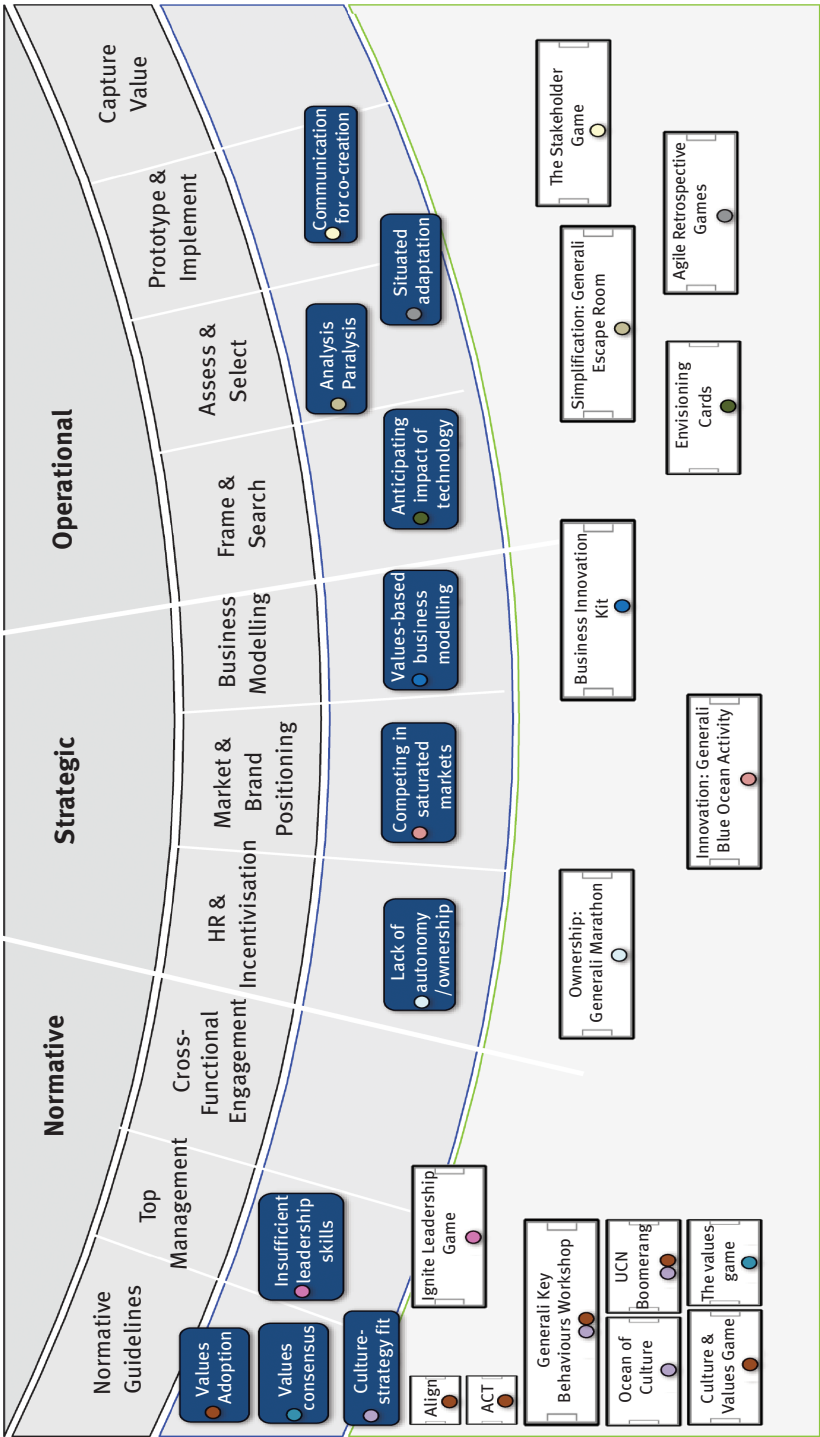 Normative
Strategic
Operational
Normative
Guidelines
Top
Management
Cross-
Functional
Engagement
HR &
Incentivisation
Market &
Brand
Positioning
Business
Modelling
Frame &
Search
Assess &
Select
Prototype &
Implement
Capture
Value
Values
Adoption
Values
consensus
Culture-
strategy fit
Insufficient
leadership
skills
Lack of
autonomy
/ownership
Competing in
saturated
markets
Values-based
business
modelling
Anticipating
impact of
technology
Analysis
Paralysis
Situated
adaptation
Communication
for co-creation
Align
ACT
Ignite Leadership
Game
Generali Key
Behaviours Workshop
Ocean of
Culture
UCN
Boomerang
Culture &
Values Game
The values
game
Ownership:
Generali Marathon
Innovation: Generali
Blue Ocean Activity
Business Innovation
Kit
Envisioning
Cards
Simplification: Generali
Escape Room
Agile Retrospective
Games
The Stakeholder
Game